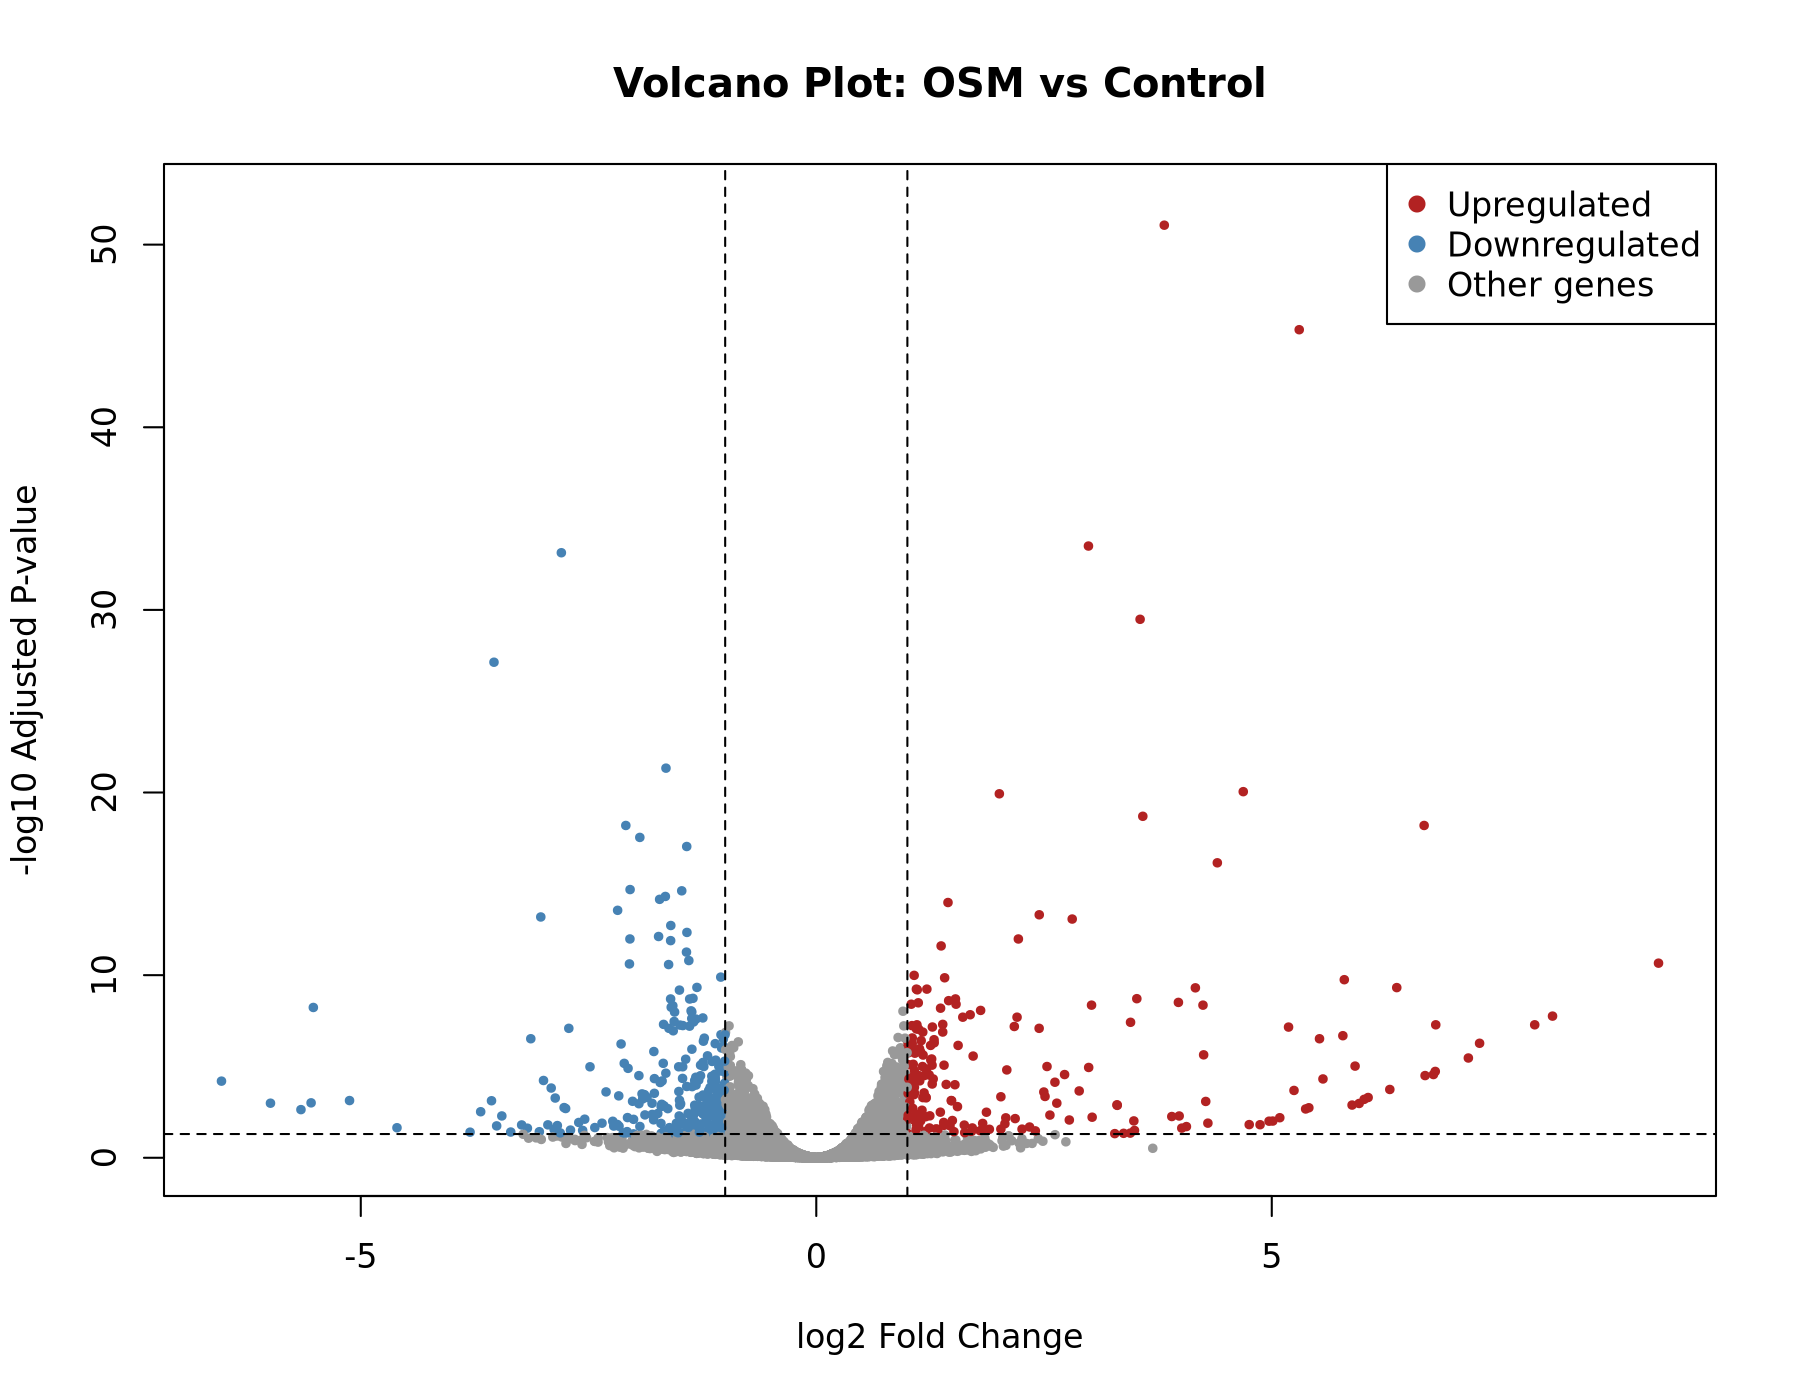 Volcano Plot: OSM vs Control
Upregulated
Downregulated
Other genes
-log10 Adjusted P-value
50
40
30
20
10
0
-5
0
5
log2 Fold Change